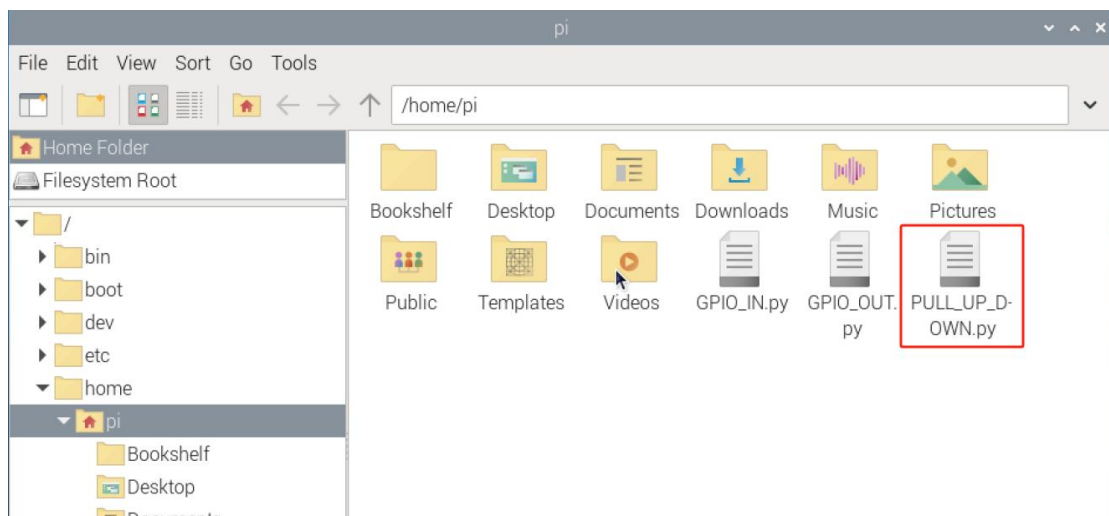 pi
File Edit View Sort Go Tools
/home/pi
Home Folder
Filesystem Root
/
bin
boot
dev
etc
home
pi
Bookshelf
Desktop
Bookshelf Desktop Documents Downloads Music Pictures
Public Templates Videos GPIO_IN.py GPIO_OUT. PULL_UP_D-
py OWN.py